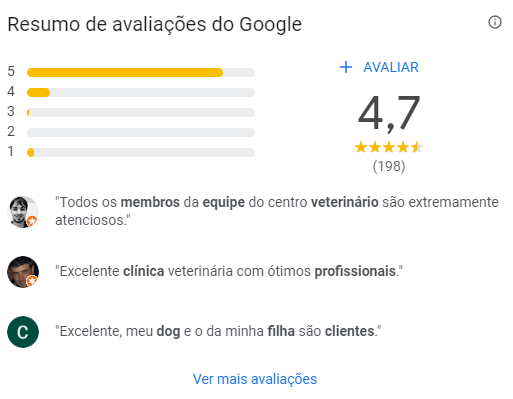 Resumo de avaliações do Google
5
4
3
2
1
+ AVALIAR
4,7
(198)
"Todos os membros da equipe do centro veterinário são extremamente
atenciosos."
"Excelente clínica veterinária com ótimos profissionais."
C
"Excelente, meu dog e o da minha filha são clientes."
Ver mais avaliações